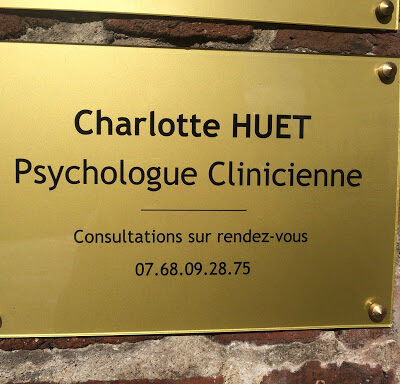 Charlotte HUET
Psychologue Clinicienne
Consultations sur rendez-vous
07.68.09.28.75